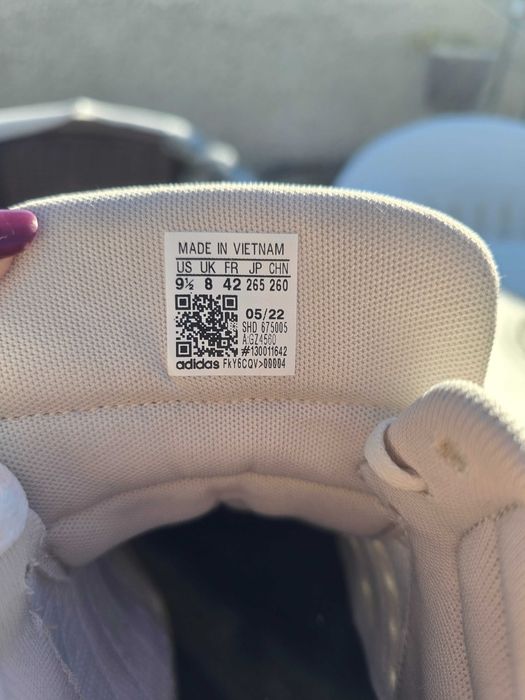 MADE IN VIETNAM
US UK FR JP CHN
9½ 8 42 265 260
05/22
SHD 675005
A:GZ4560
#130011642
adidas FkY6CQV>00004